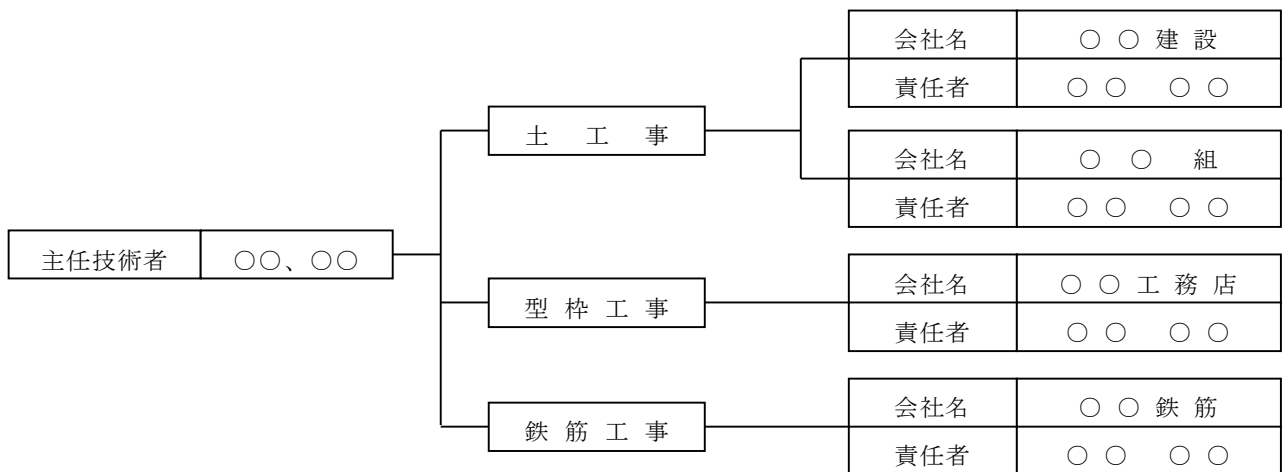 会社名 ○ ○ 建 設
責任者 ○ ○ ○ ○
土 工 事
会社名 ○ ○ 組
責任者 ○ ○ ○ ○
主任技術者 ○○、○○
会社名 ○ ○ 工 務 店
型 枠 工 事
責任者 ○ ○ ○ ○
会社名 ○ ○ 鉄 筋
鉄 筋 工 事
責任者 ○ ○ ○ ○